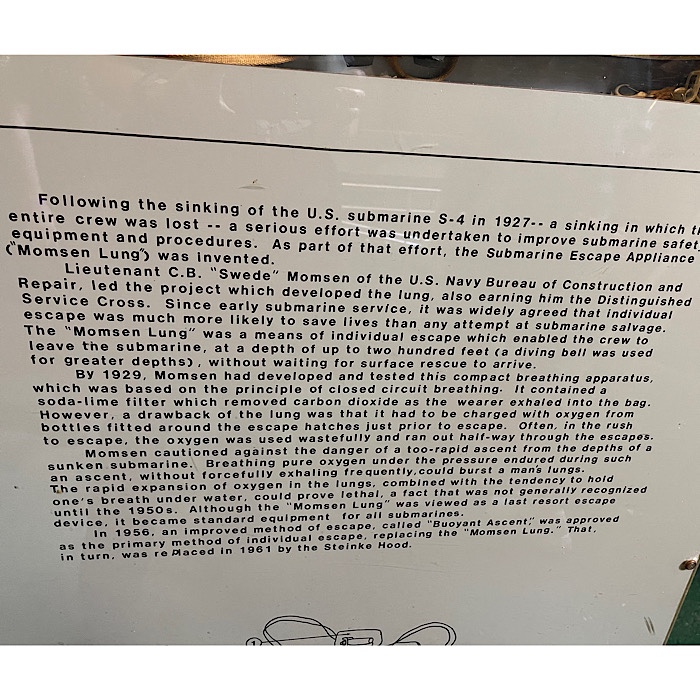 Following the sinking of the U.S. submarine S-4 in 1927-- a sinking in which
entire crew was lost -- a serious effort was undertaken to improve submarine
equipment and procedures. As part of that effort, the Submarine Escape Appliance
("Momsen Lung") was invented.
Lieutenant C.B. "Swede" Momsen of the U.S. Navy Bureau of Construction and
Repair, led the project which developed the lung, also earning him the Distinguished
Service Cross. Since early submarine service, it was widely agreed that individual
escape was much more likely to save lives than any attempt at submarine salvage.
The "Momsen Lung" was a means of individual escape which enabled the crew to
leave the submarine, at a depth of up to two hundred feet (a diving bell was used
for greater depths), without waiting for surface rescue to arrive.
By 1929, Momsen had developed and tested this compact breathing apparatus,
which was based on the principle of closed circuit breathing. It contained a
soda-lime filter which removed carbon dioxide as the wearer exhaled into the bag.
However, a drawback of the lung was that it had to be charged with oxygen from
bottles fitted around the escape hatches just prior to escape. Often, in the rush
to escape, the oxygen was used wastefully and ran out half-way through the escapes.
Momsen cautioned against the danger of a too-rapid ascent from the depths of a
sunken submarine. Breathing pure oxygen under the pressure endured during such
an ascent, without forcefully exhaling frequently, could burst a man's lungs.
The rapid expansion of oxygen in the lungs, combined with the tendency to hold
one's breath under water, could prove lethal, a fact that was not generally recognized
until the 1950s. Although the "Momsen Lung" was viewed as a last resort escape
device, it became standard equipment for all submarines.
In 1956, an improved method of escape, called "Buoyant Ascent," was approved
as the primary method of individual escape, replacing the "Momsen Lung." That,
in turn, was replaced in 1961 by the Steinke Hood.
1